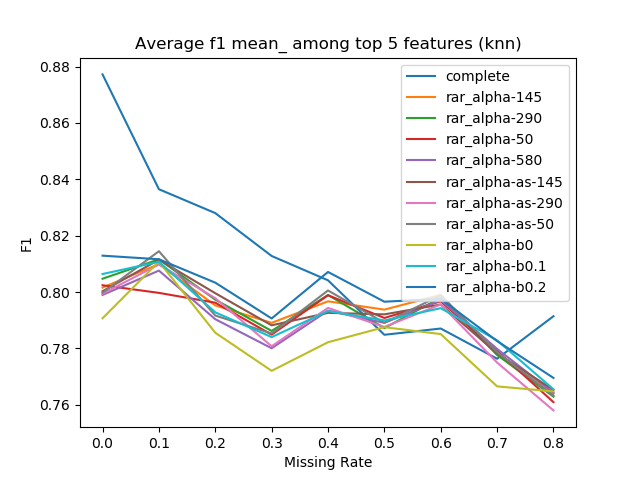 Average f1 mean_ among top 5 features (knn)
0.88
0.86
0.84
0.82
0.80
0.78
0.76
F1
complete
rar_alpha-145
rar_alpha-290
rar_alpha-50
rar_alpha-580
rar_alpha-as-145
rar_alpha-as-290
rar_alpha-as-50
rar_alpha-b0
rar_alpha-b0.1
rar_alpha-b0.2
0.0 0.1 0.2 0.3 0.4 0.5 0.6 0.7 0.8
Missing Rate